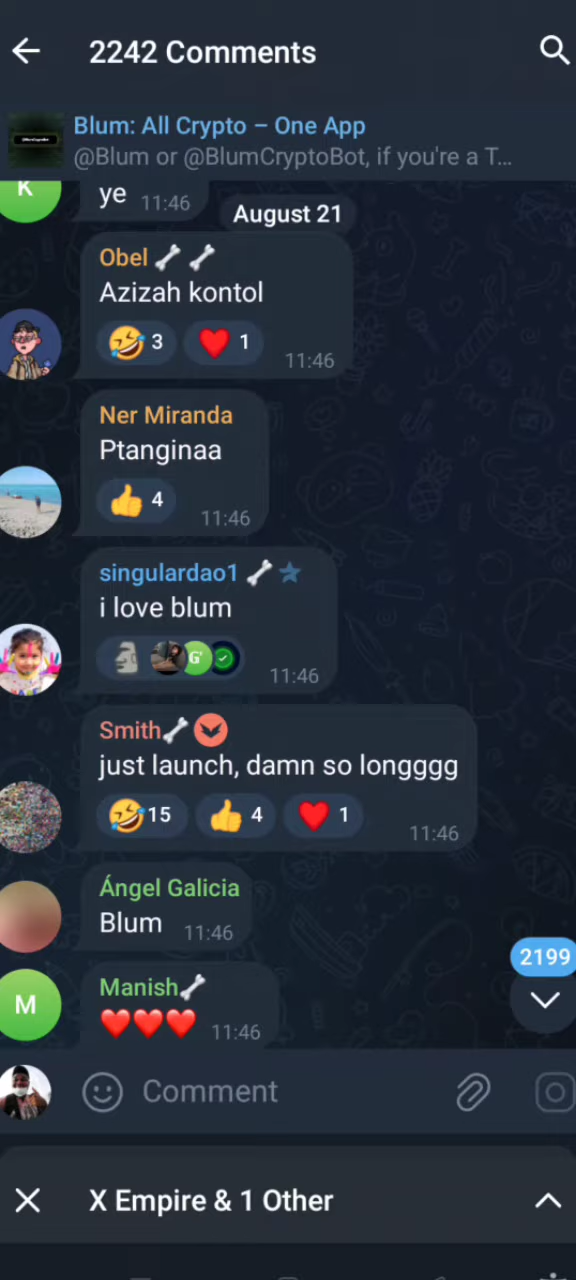 2242 Comments
Blum: All Crypto – One App
@Blum or @BlumCryptoBot, if you're a T...
K
ye 11:46
August 21
Obel
Azizah kontol
3 1 11:46
Ner Miranda
Ptanginaa
4 11:46
singulardao1
i love blum
G'
11:46
Smith
just launch, damn so longggg
15 4 1 11:46
Ángel Galicia
Blum 11:46
2199
M
Manish
11:46
Comment
X Empire & 1 Other